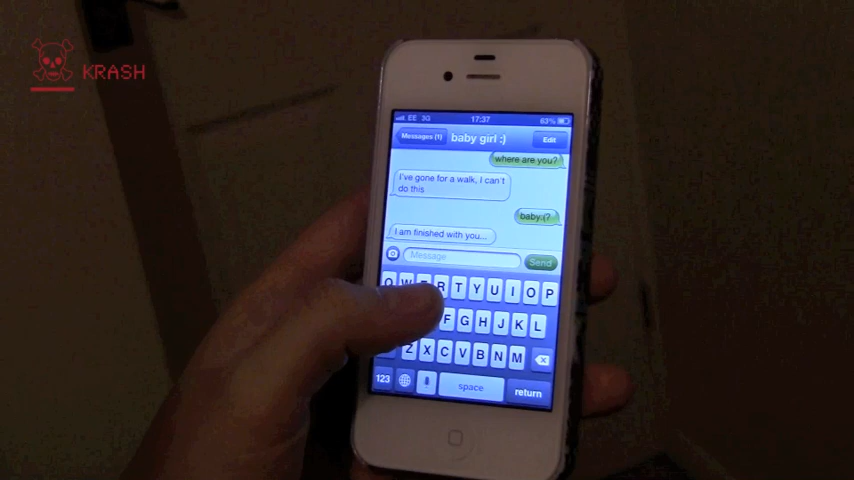 KRASH
EE 3G 17:37 63%
Messages (1) baby girl :) Edit
where are you?
I've gone for a walk, I can't
do this
baby:(?
I am finished with you...
Message Send
Q W E R T Y U I O P
F G H J K L
Z X C V B N M
123 space return